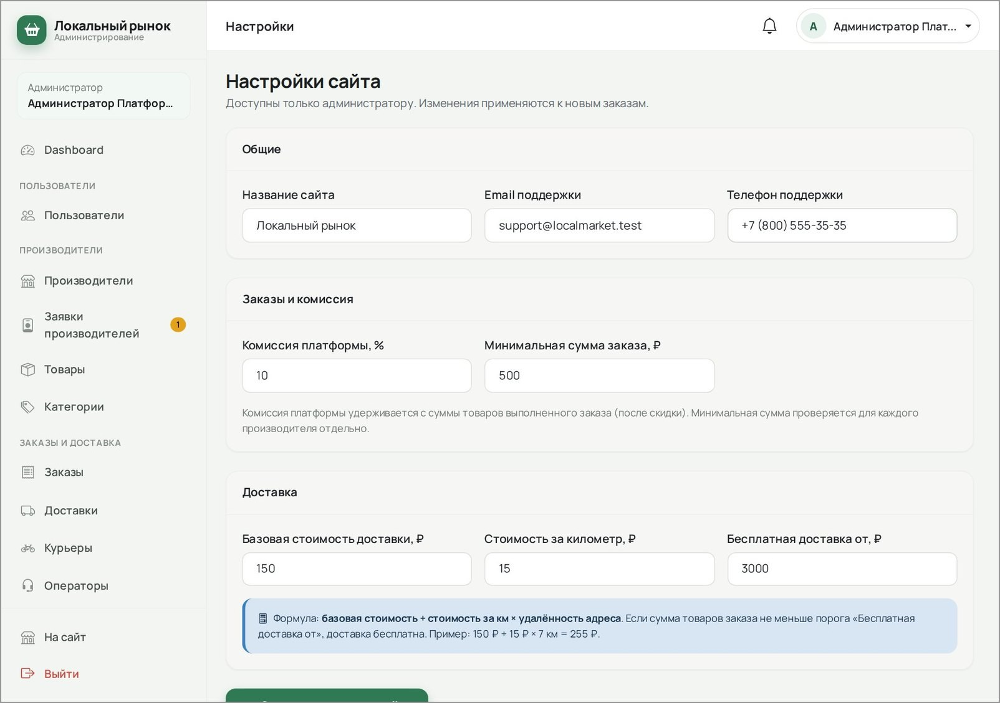 Локальный рынок
Администрирование
Настройки
А
Администратор Плат...
Администратор
Администратор Платфор...
Dashboard
ПОЛЬЗОВАТЕЛИ
Пользователи
ПРОИЗВОДИТЕЛИ
Производители
Заявки
производителей
1
Товары
Категории
ЗАКАЗЫ И ДОСТАВКА
Заказы
Доставки
Курьеры
Операторы
На сайт
Выйти
Настройки сайта
Доступны только администратору. Изменения применяются к новым заказам.
Общие
Название сайта
Локальный рынок
Email поддержки
support@localmarket.test
Телефон поддержки
+7 (800) 555-35-35
Заказы и комиссия
Комиссия платформы, %
10
Минимальная сумма заказа, ₽
500
Комиссия платформы удерживается с суммы товаров выполненного заказа (после скидки). Минимальная сумма проверяется для каждого
производителя отдельно.
Доставка
Базовая стоимость доставки, ₽
150
Стоимость за километр, ₽
15
Бесплатная доставка от, ₽
3000
Формула: базовая стоимость + стоимость за км × удалённость адреса. Если сумма товаров заказа не меньше порога «Бесплатная
доставка от», доставка бесплатна. Пример: 150 ₽ + 15 ₽ × 7 км = 255 ₽.